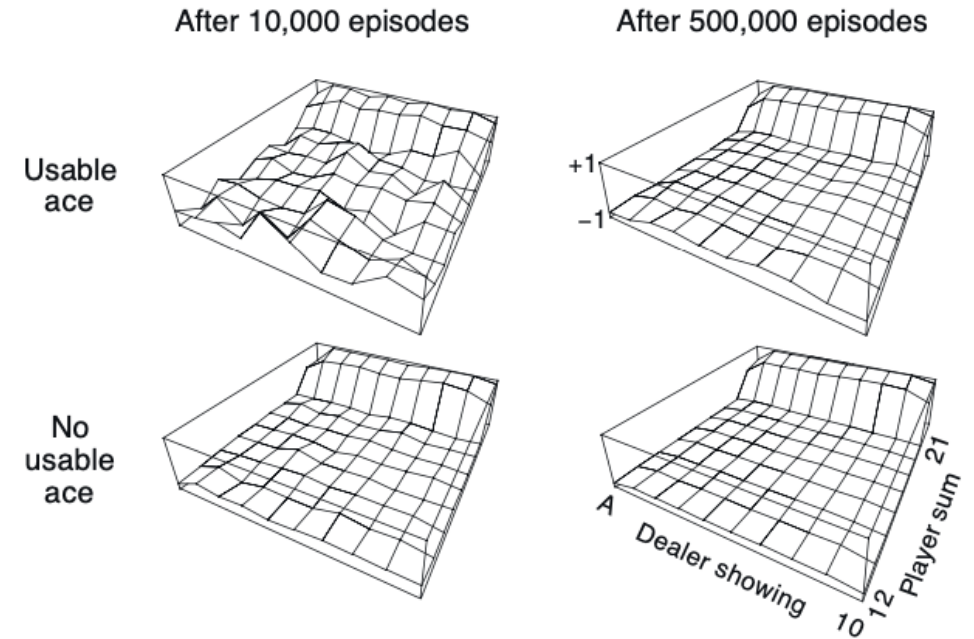 After 10,000 episodes
After 500,000 episodes
Usable
ace
+1
−1
No
usable
ace
A
Dealer showing
10
12
Player sum
21